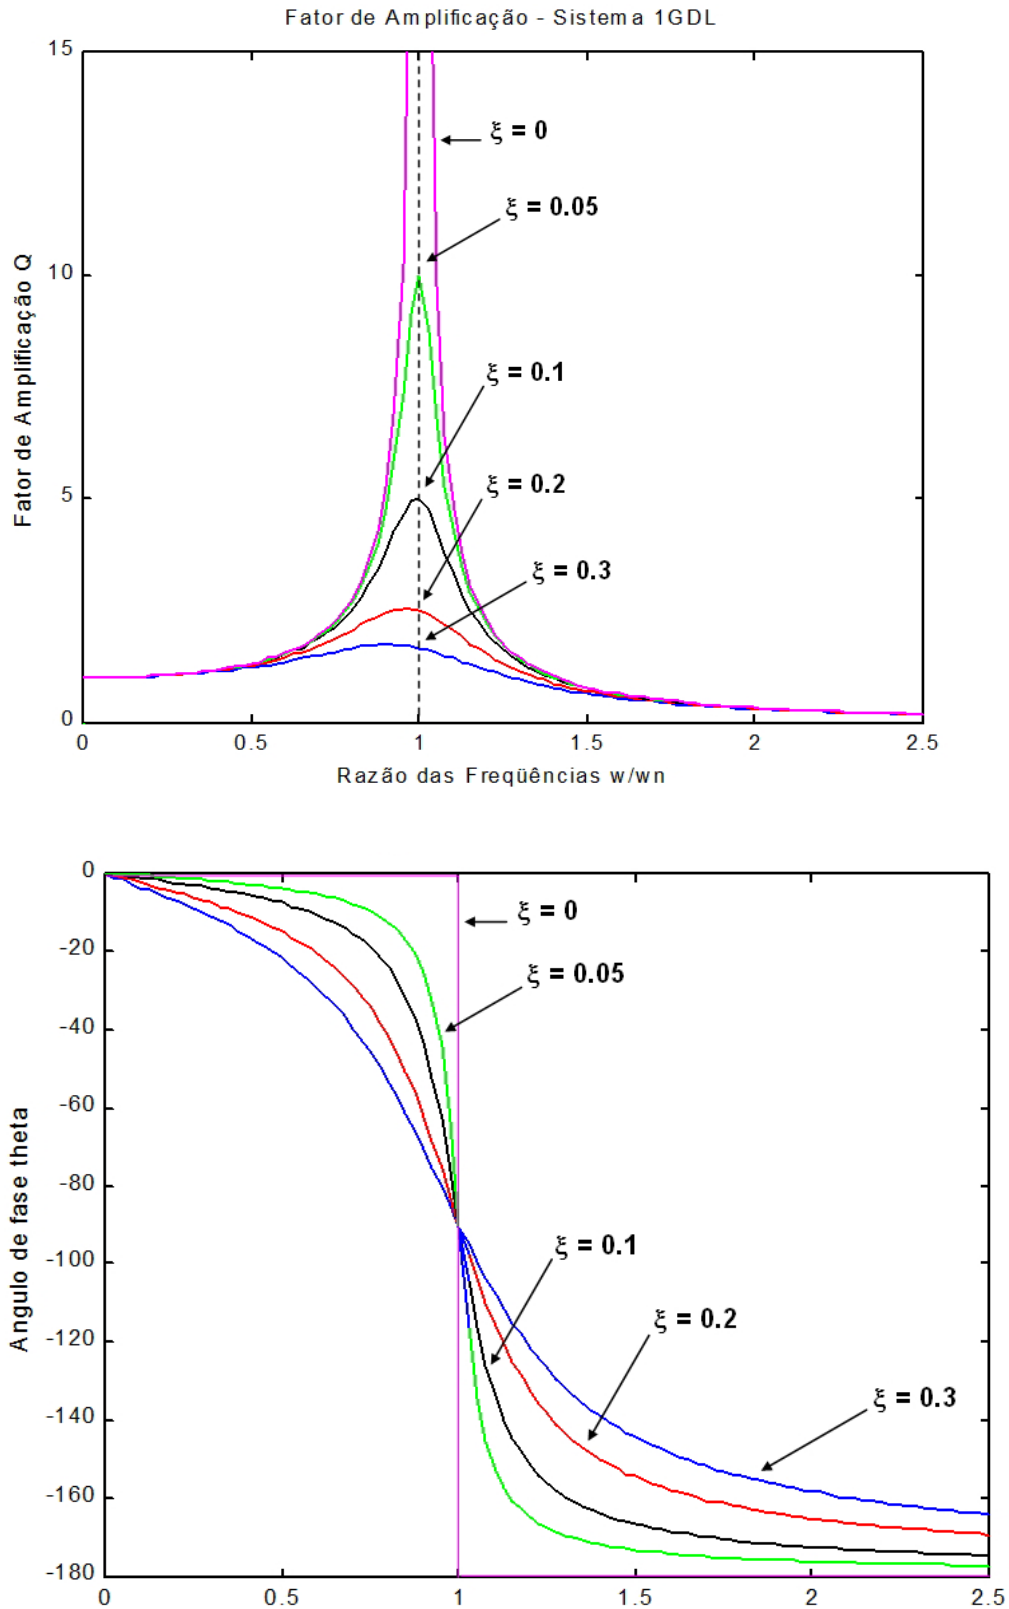 Fator de Amplificação - Sistema 1GDL
15
ξ = 0
ξ = 0.05
10
Fator de Amplificação Q
ξ = 0.1
5
ξ = 0.2
ξ = 0.3
0
0 0.5 1 1.5 2 2.5
Razão das Freqüências w/wn
0
ξ = 0
-20
ξ = 0.05
-40
-60
-80
Angulo de fase theta
-100
ξ = 0.1
-120
ξ = 0.2
-140
ξ = 0.3
-160
-180
0 0.5 1 1.5 2 2.5